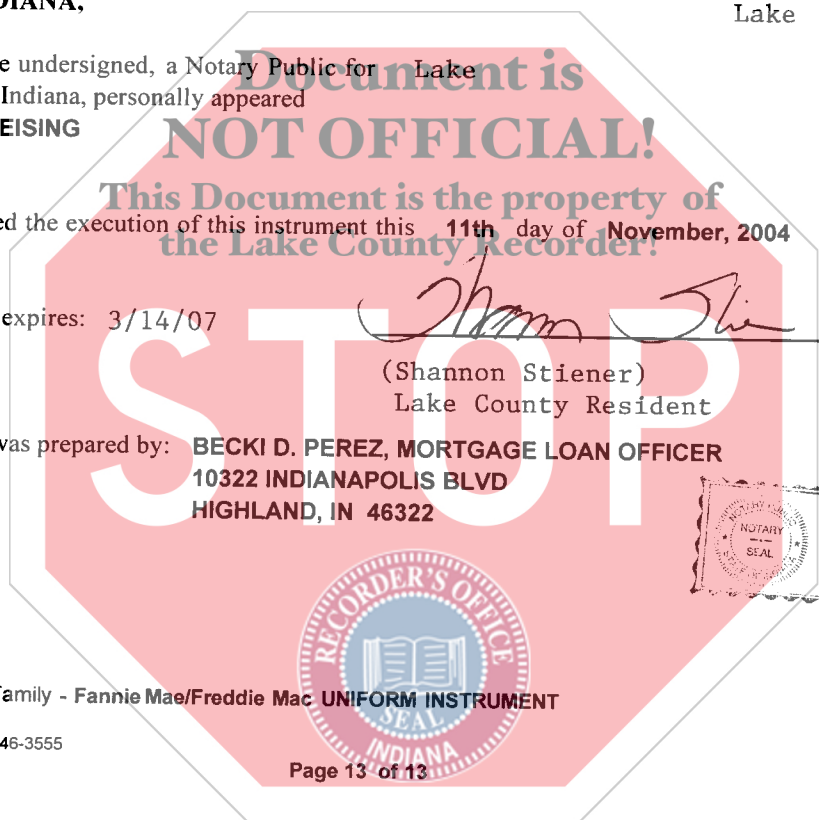 DIANA,
Lake
e undersigned, a Notary Public for Lake
Indiana, personally appeared
EISING
Document is
NOT OFFICIAL!
This Document is the property of
the Lake County Recorder!
ed the execution of this instrument this 11th day of November, 2004
expires: 3/14/07
STOP
(Shannon Stiener)
Lake County Resident
was prepared by: BECKI D. PEREZ, MORTGAGE LOAN OFFICER
10322 INDIANAPOLIS BLVD
HIGHLAND, IN 46322
NOTARY
SEAL
RECORDER'S OFFICE
SEAL
INDIANA
Family - Fannie Mae/Freddie Mac UNIFORM INSTRUMENT
46-3555
Page 13 of 13